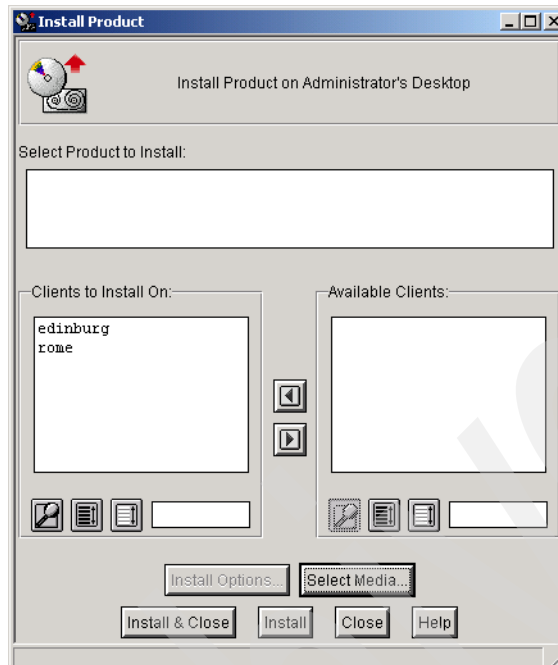 Install Product
Install Product on Administrator's Desktop
Select Product to Install:
Clients to Install On:
Available Clients:
edinburg
rome
Install Options...
Select Media...
Install & Close
Install
Close
Help